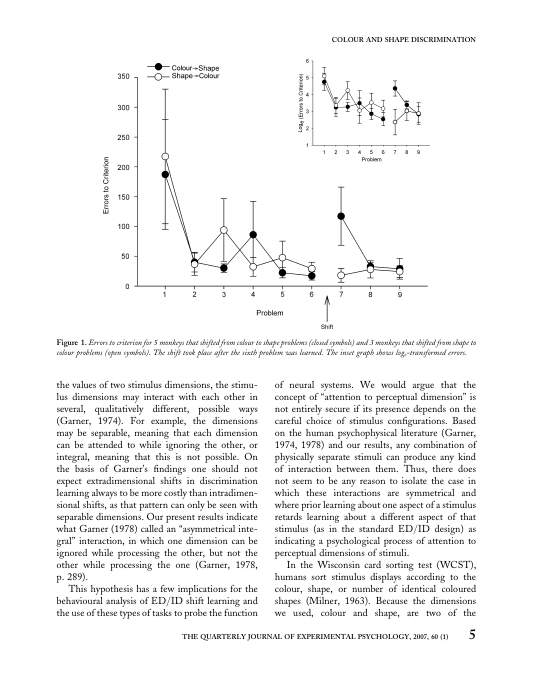 COLOUR AND SHAPE DISCRIMINATION
Colour→Shape
Shape→Colour
350
300
250
200
150
100
50
0
Errors to Criterion
1 2 3 4 5 6 7 8 9
Problem
Shift
6
5
4
3
2
1
Logₑ (Errors to Criterion)
1 2 3 4 5 6 7 8 9
Problem
Figure 1. Errors to criterion for 5 monkeys that shifted from colour to shape problems (closed symbols) and 3 monkeys that shifted from shape to
colour problems (open symbols). The shift took place after the sixth problem was learned. The inset graph shows logₑ-transformed errors.
the values of two stimulus dimensions, the stimu-
lus dimensions may interact with each other in
several, qualitatively different, possible ways
(Garner, 1974). For example, the dimensions
may be separable, meaning that each dimension
can be attended to while ignoring the other, or
integral, meaning that this is not possible. On
the basis of Garner's findings one should not
expect extradimensional shifts in discrimination
learning always to be more costly than intradimen-
sional shifts, as that pattern can only be seen with
separable dimensions. Our present results indicate
what Garner (1978) called an "asymmetrical inte-
gral" interaction, in which one dimension can be
ignored while processing the other, but not the
other while processing the one (Garner, 1978,
p. 289).
This hypothesis has a few implications for the
behavioural analysis of ED/ID shift learning and
the use of these types of tasks to probe the function
of neural systems. We would argue that the
concept of "attention to perceptual dimension" is
not entirely secure if its presence depends on the
careful choice of stimulus configurations. Based
on the human psychophysical literature (Garner,
1974, 1978) and our results, any combination of
physically separate stimuli can produce any kind
of interaction between them. Thus, there does
not seem to be any reason to isolate the case in
which these interactions are symmetrical and
where prior learning about one aspect of a stimulus
retards learning about a different aspect of that
stimulus (as in the standard ED/ID design) as
indicating a psychological process of attention to
perceptual dimensions of stimuli.
In the Wisconsin card sorting test (WCST),
humans sort stimulus displays according to the
colour, shape, or number of identical coloured
shapes (Milner, 1963). Because the dimensions
we used, colour and shape, are two of the
THE QUARTERLY JOURNAL OF EXPERIMENTAL PSYCHOLOGY, 2007, 60 (1) 5